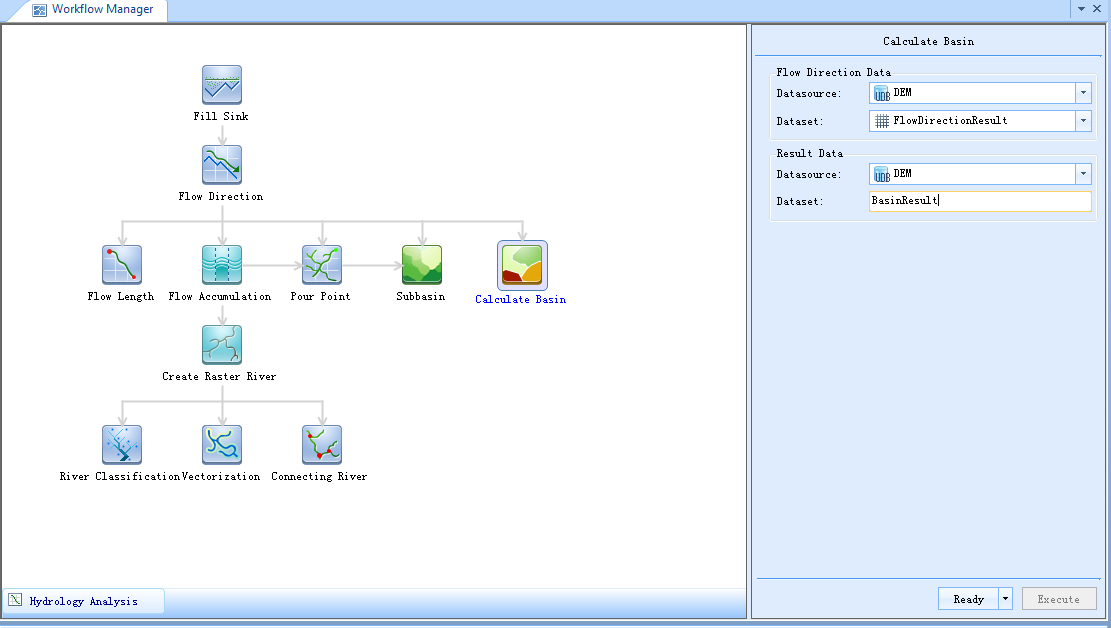 Workflow Manager
Fill Sink
Flow Direction
Flow Length Flow Accumulation Pour Point Subbasin Calculate Basin
Create Raster River
River Classification Vectorization Connecting River
Hydrology Analysis
Calculate Basin
Flow Direction Data
Datasource: UDB DEM
Dataset: FlowDirectionResult
Result Data
Datasource: UDB DEM
Dataset: BasinResult
Ready Execute